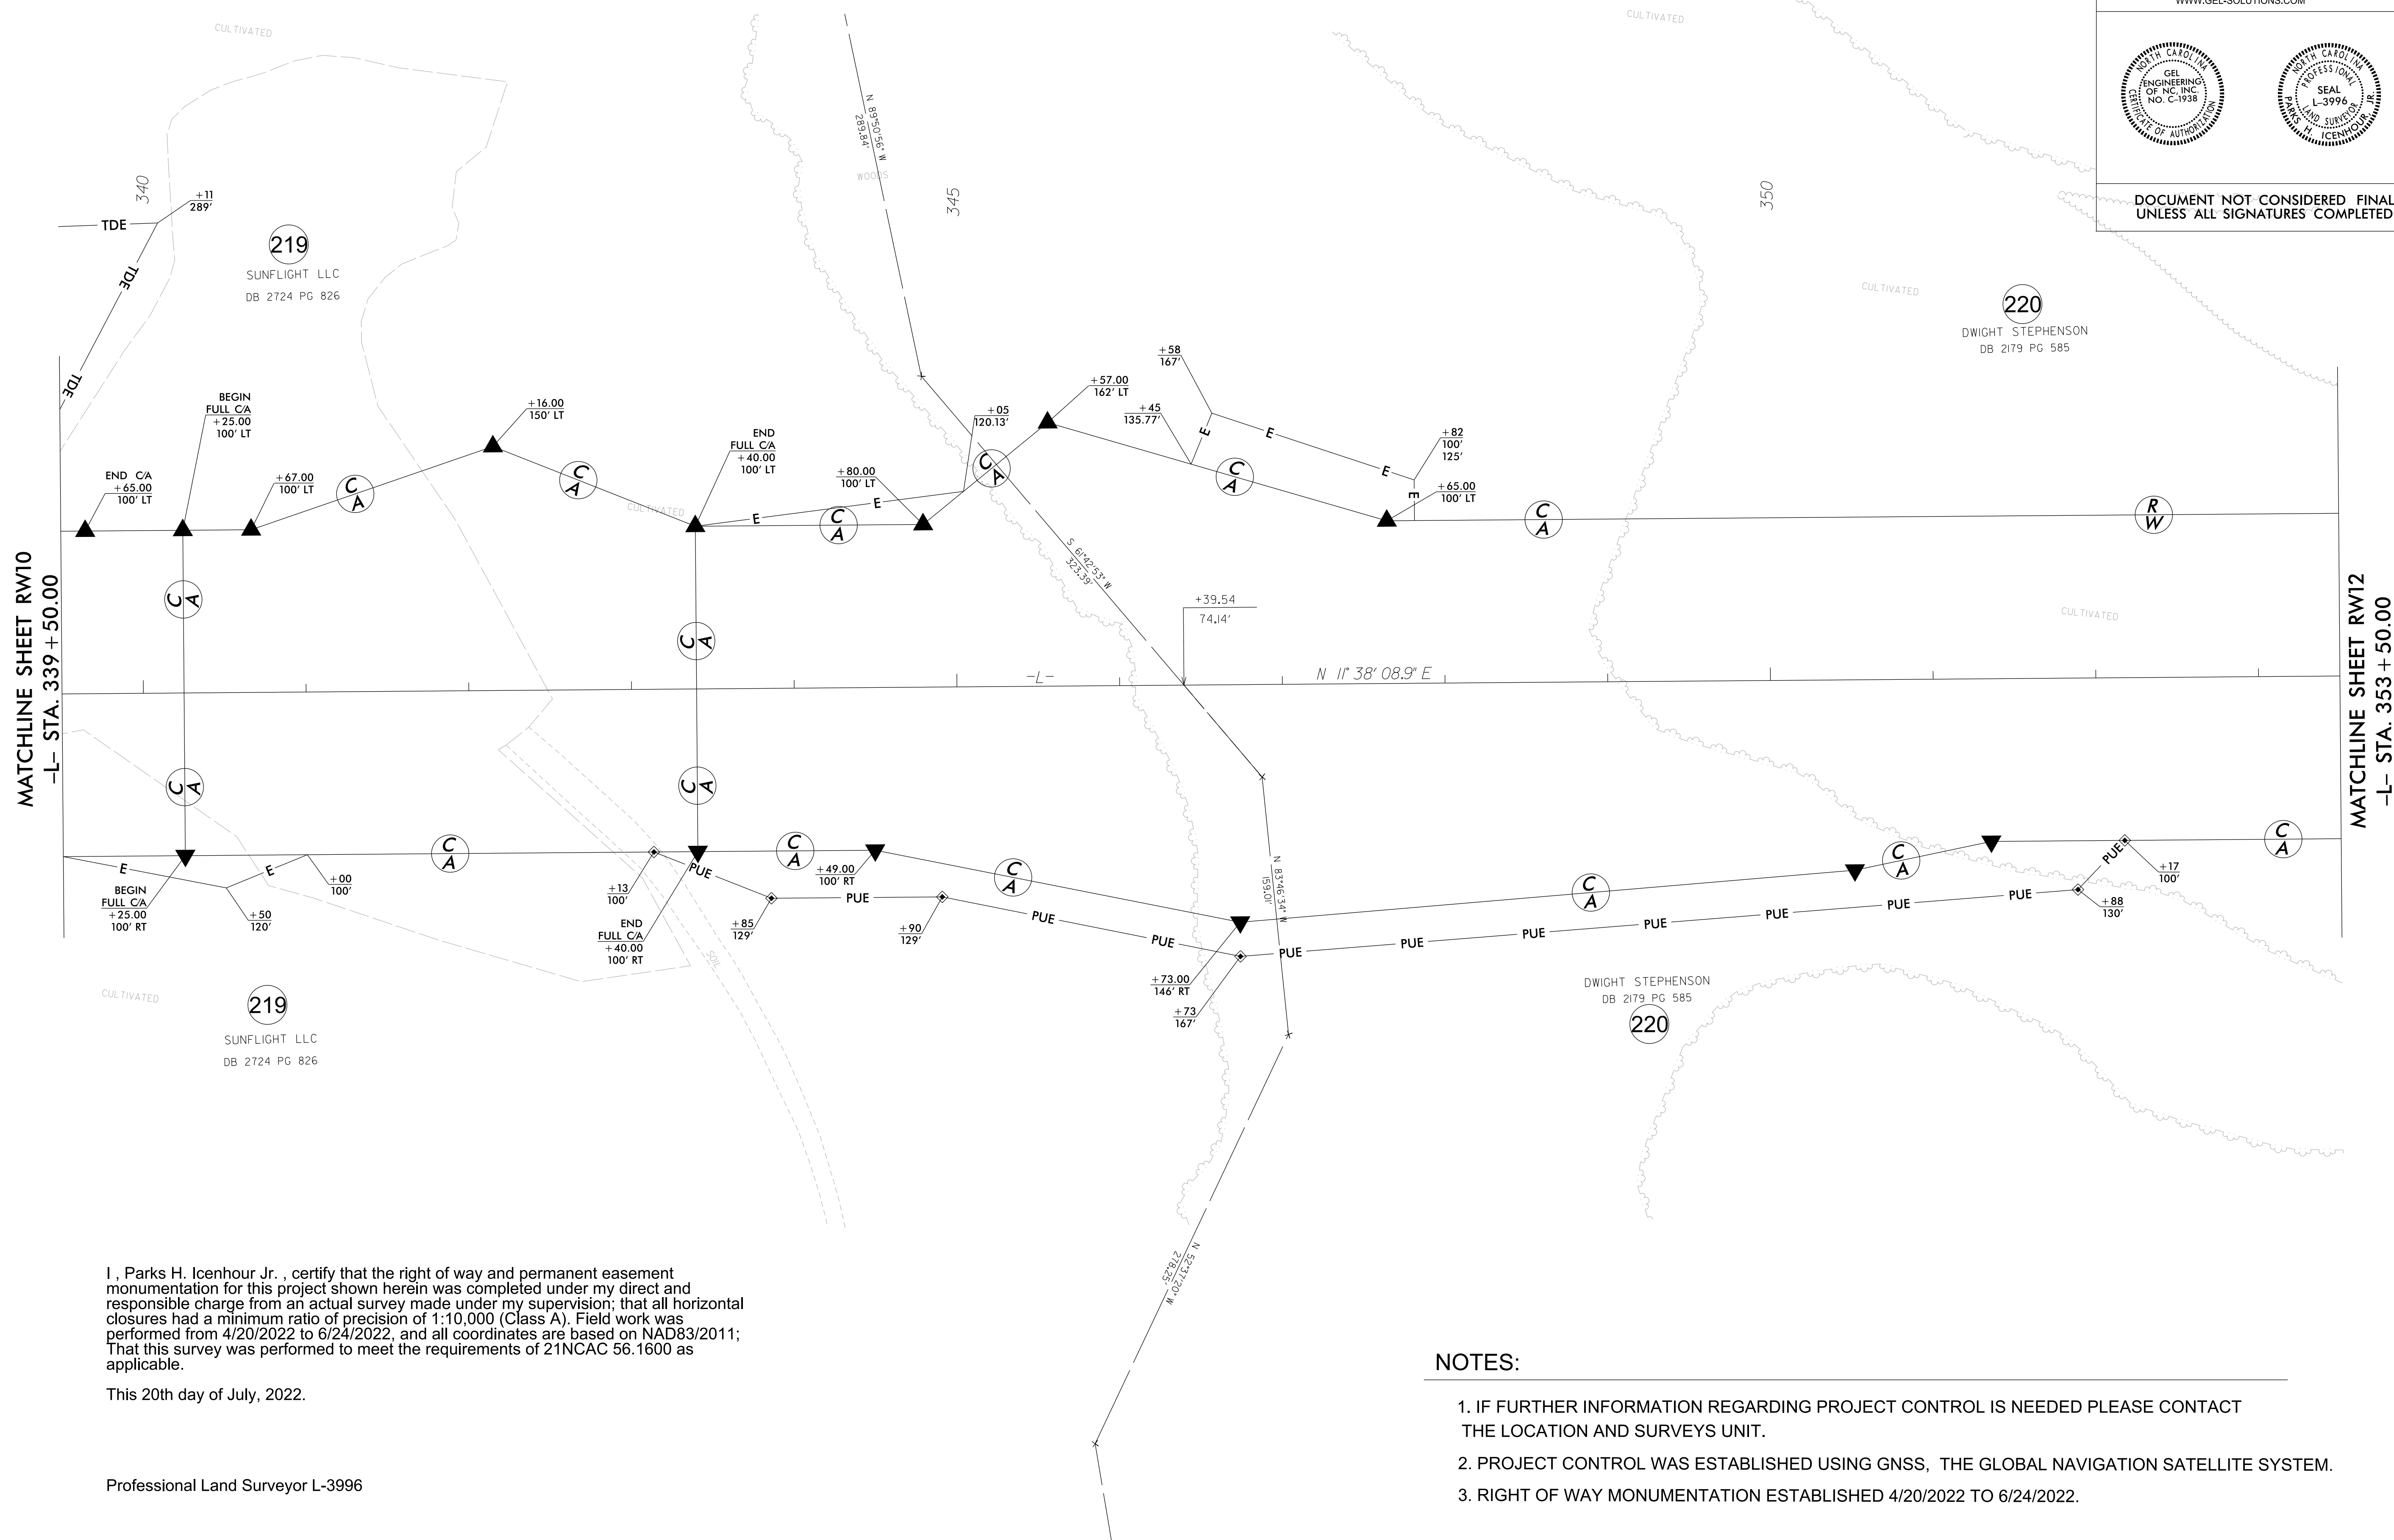 WWW.GEL-SOLUTIONS.COM
NORTH CAROLINA
GEL
ENGINEERING
OF NC, INC.
NO. C-1938
CERTIFICATE OF AUTHORIZATION
NORTH CAROLINA
PROFESSIONAL
SEAL
L-3996
LAND SURVEYOR
PARKS H. ICENHOUR, JR.
DOCUMENT NOT CONSIDERED FINAL
UNLESS ALL SIGNATURES COMPLETED
CULTIVATED
CULTIVATED
N 89°50'56" W
289.84'
WOODS
340
345
350
+11
289'
TDE
TDE
TDE
219
SUNFLIGHT LLC
DB 2724 PG 826
CULTIVATED
220
DWIGHT STEPHENSON
DB 2179 PG 585
BEGIN
FULL C/A
+25.00
100' LT
END C/A
+65.00
100' LT
+67.00
100' LT
+16.00
150' LT
END
FULL C/A
+40.00
100' LT
+80.00
100' LT
+05
120.13'
+57.00
162' LT
+58
167'
+45
135.77'
+82
100'
125'
+65.00
100' LT
C
A
C
A
C
A
C
A
C
A
C
A
R
W
E
E
E
E
E
E
CULTIVATED
S 61°42'53" W
323.39'
+39.54
74.14'
CULTIVATED
C
A
C
A
MATCHLINE SHEET RW10
-L- STA. 339+50.00
-L-
N 11° 38' 08.9" E
MATCHLINE SHEET RW12
-L- STA. 353+50.00
C
A
C
A
C
A
C
A
C
A
C
A
C
A
C
A
E
E
BEGIN
FULL C/A
+25.00
100' RT
+50
120'
+00
100'
+13
100'
END
FULL C/A
+40.00
100' RT
PUE
+85
129'
+49.00
100' RT
PUE
+90
129'
PUE
PUE
+73.00
146' RT
+73
167'
N 83°46'34" W
159.01'
PUE
PUE
PUE
PUE
PUE
PUE
PUE
PUE
+17
100'
+88
130'
SOIL
CULTIVATED
219
SUNFLIGHT LLC
DB 2724 PG 826
DWIGHT STEPHENSON
DB 2179 PG 585
220
N 52°37'20" W
278.25'
I , Parks H. Icenhour Jr. , certify that the right of way and permanent easement
monumentation for this project shown herein was completed under my direct and
responsible charge from an actual survey made under my supervision; that all horizontal
closures had a minimum ratio of precision of 1:10,000 (Class A). Field work was
performed from 4/20/2022 to 6/24/2022, and all coordinates are based on NAD83/2011;
That this survey was performed to meet the requirements of 21NCAC 56.1600 as
applicable.
This 20th day of July, 2022.
Professional Land Surveyor L-3996
NOTES:
1. IF FURTHER INFORMATION REGARDING PROJECT CONTROL IS NEEDED PLEASE CONTACT
THE LOCATION AND SURVEYS UNIT.
2. PROJECT CONTROL WAS ESTABLISHED USING GNSS, THE GLOBAL NAVIGATION SATELLITE SYSTEM.
3. RIGHT OF WAY MONUMENTATION ESTABLISHED 4/20/2022 TO 6/24/2022.